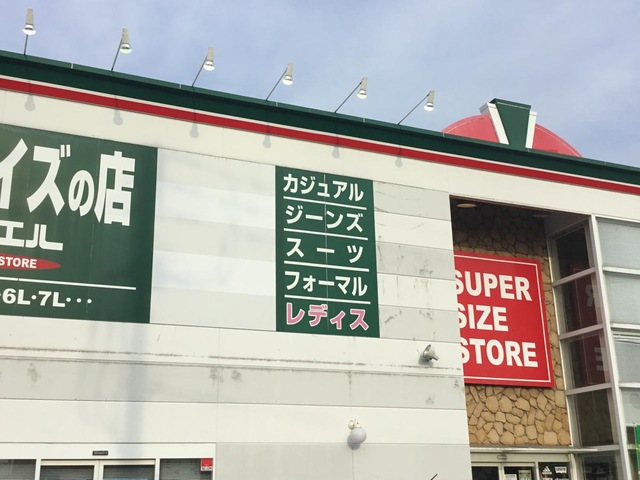 イズの店
エル
STORE
6L・7L・・・
カジュアル
ジーンズ
スーツ
フォーマル
レディス
SUPER
SIZE
STORE